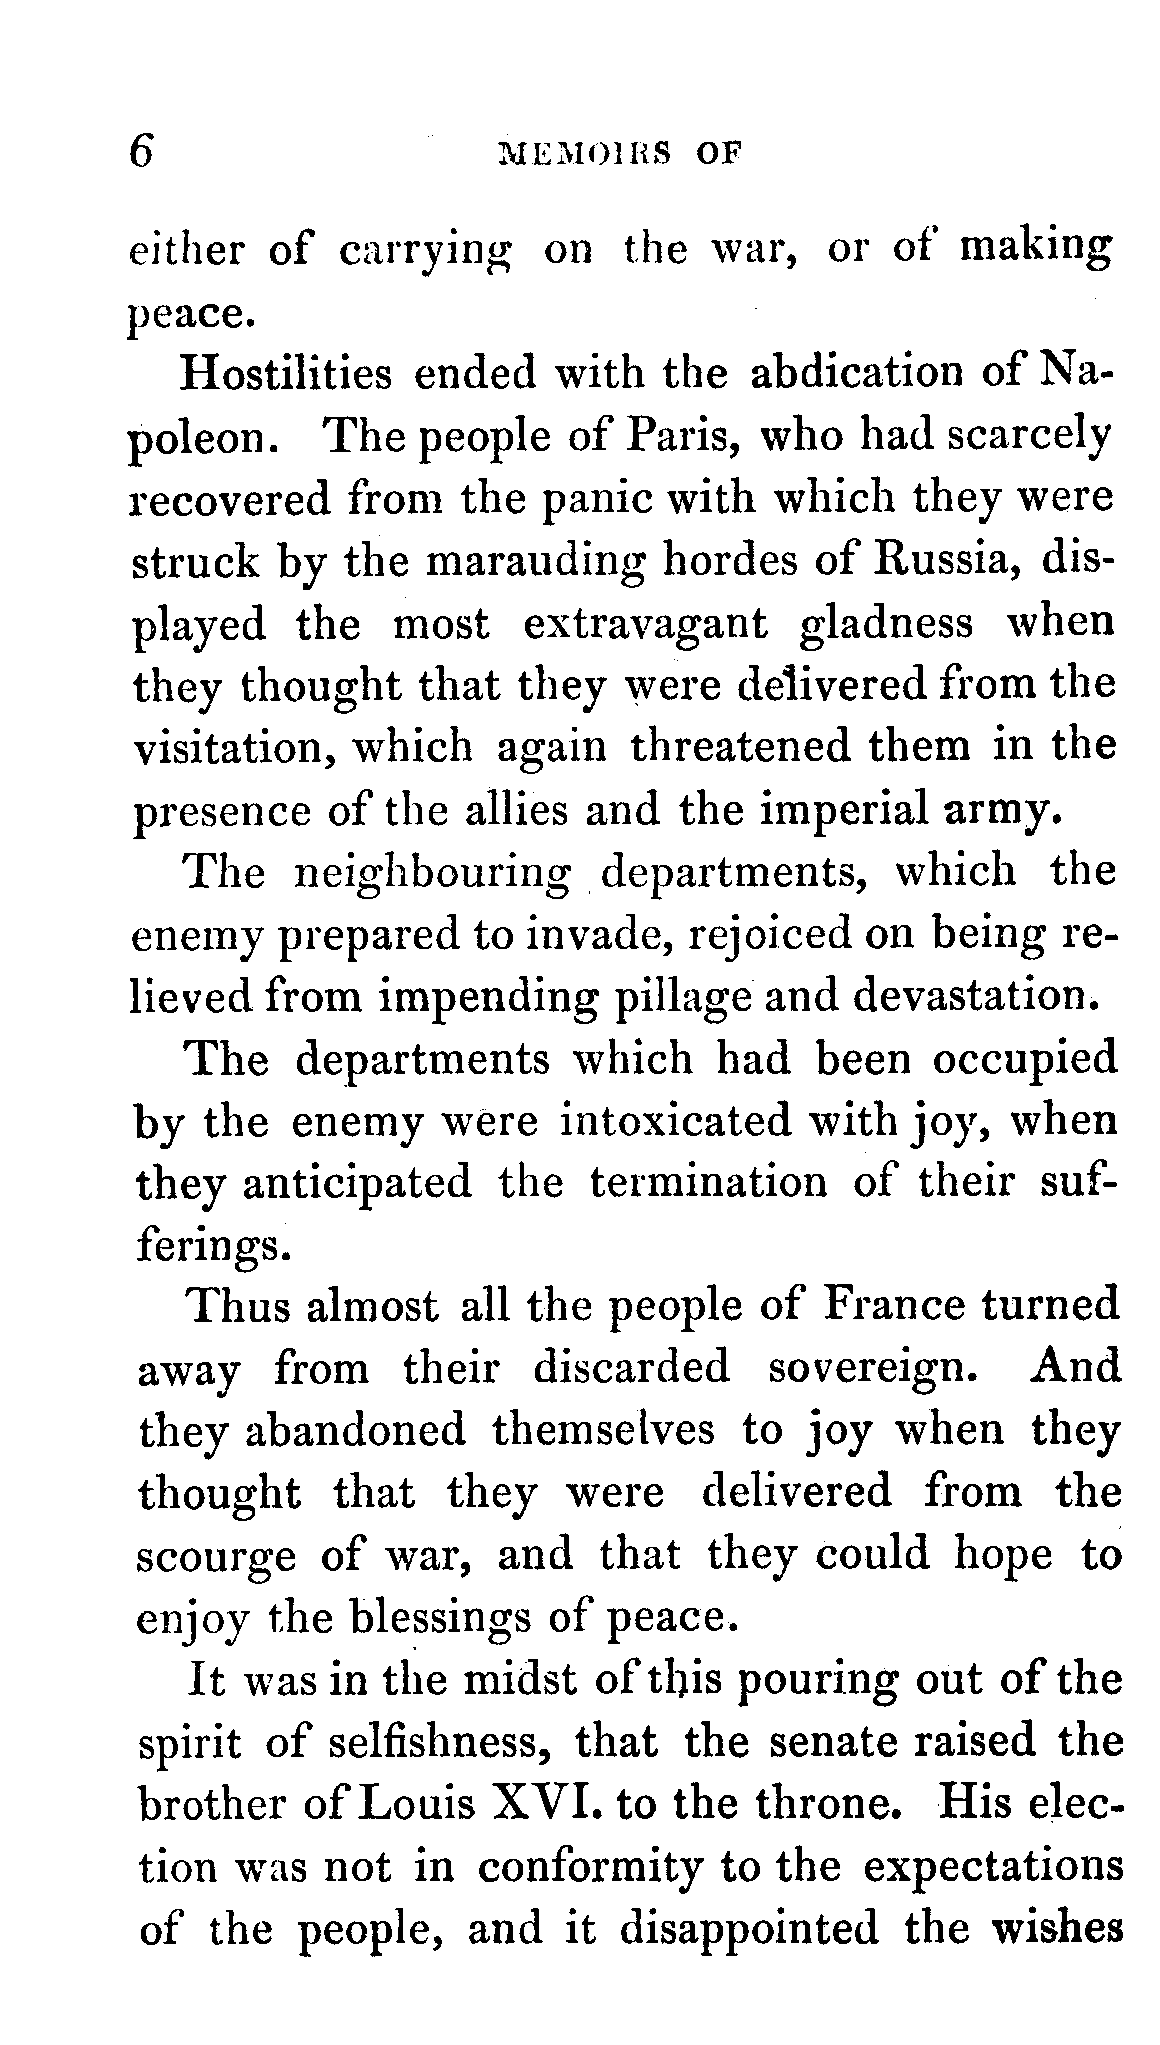 6 MEMOIRS OF
either of carrying on the war, or of making
peace.
Hostilities ended with the abdication of Na-
poleon. The people of Paris, who had scarcely
recovered from the panic with which they were
struck by the marauding hordes of Russia, dis-
played the most extravagant gladness when
they thought that they were delivered from the
visitation, which again threatened them in the
presence of the allies and the imperial army.
The neighbouring departments, which the
enemy prepared to invade, rejoiced on being re-
lieved from impending pillage and devastation.
The departments which had been occupied
by the enemy were intoxicated with joy, when
they anticipated the termination of their suf-
ferings.
Thus almost all the people of France turned
away from their discarded sovereign. And
they abandoned themselves to joy when they
thought that they were delivered from the
scourge of war, and that they could hope to
enjoy the blessings of peace.
It was in the midst of this pouring out of the
spirit of selfishness, that the senate raised the
brother of Louis XVI. to the throne. His elec-
tion was not in conformity to the expectations
of the people, and it disappointed the wishes